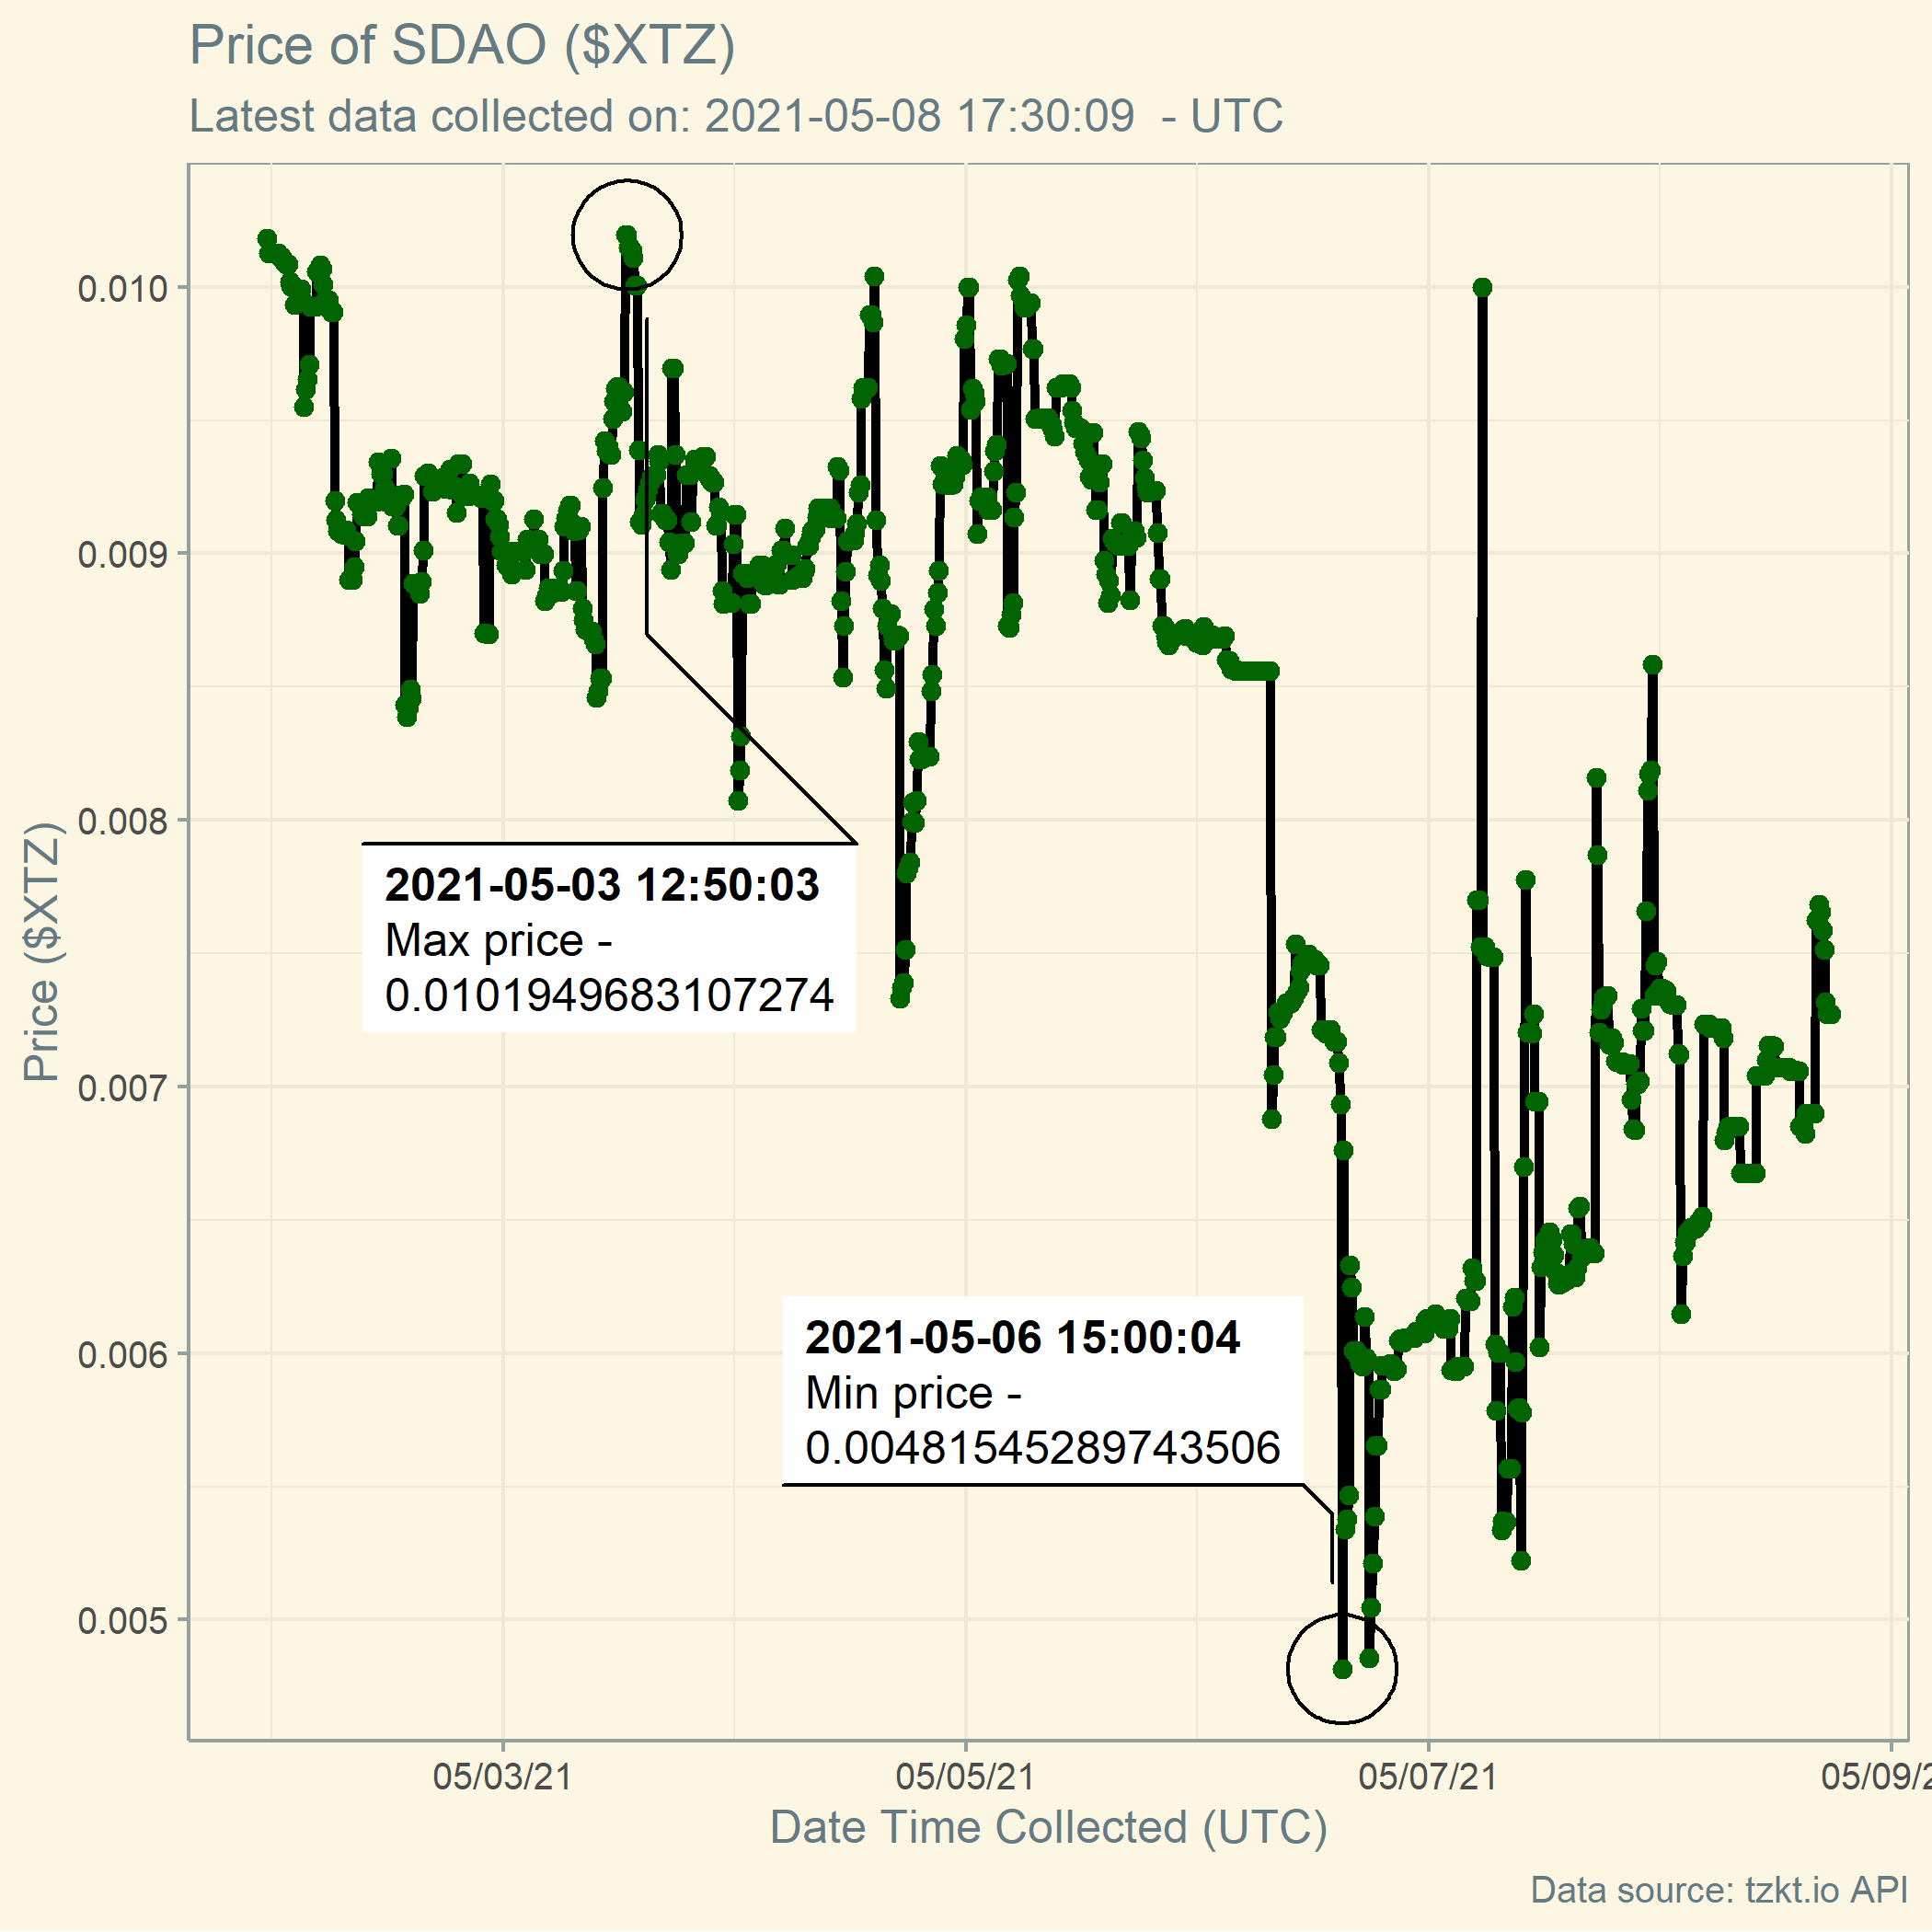 Price of SDAO ($XTZ)
Latest data collected on: 2021-05-08 17:30:09  - UTC
Price ($XTZ)
0.010
0.009
0.008
0.007
0.006
0.005
2021-05-03 12:50:03
Max price -
0.0101949683107274
2021-05-06 15:00:04
Min price -
0.00481545289743506
05/03/21
05/05/21
05/07/21
05/09/2
Date Time Collected (UTC)
Data source: tzkt.io API